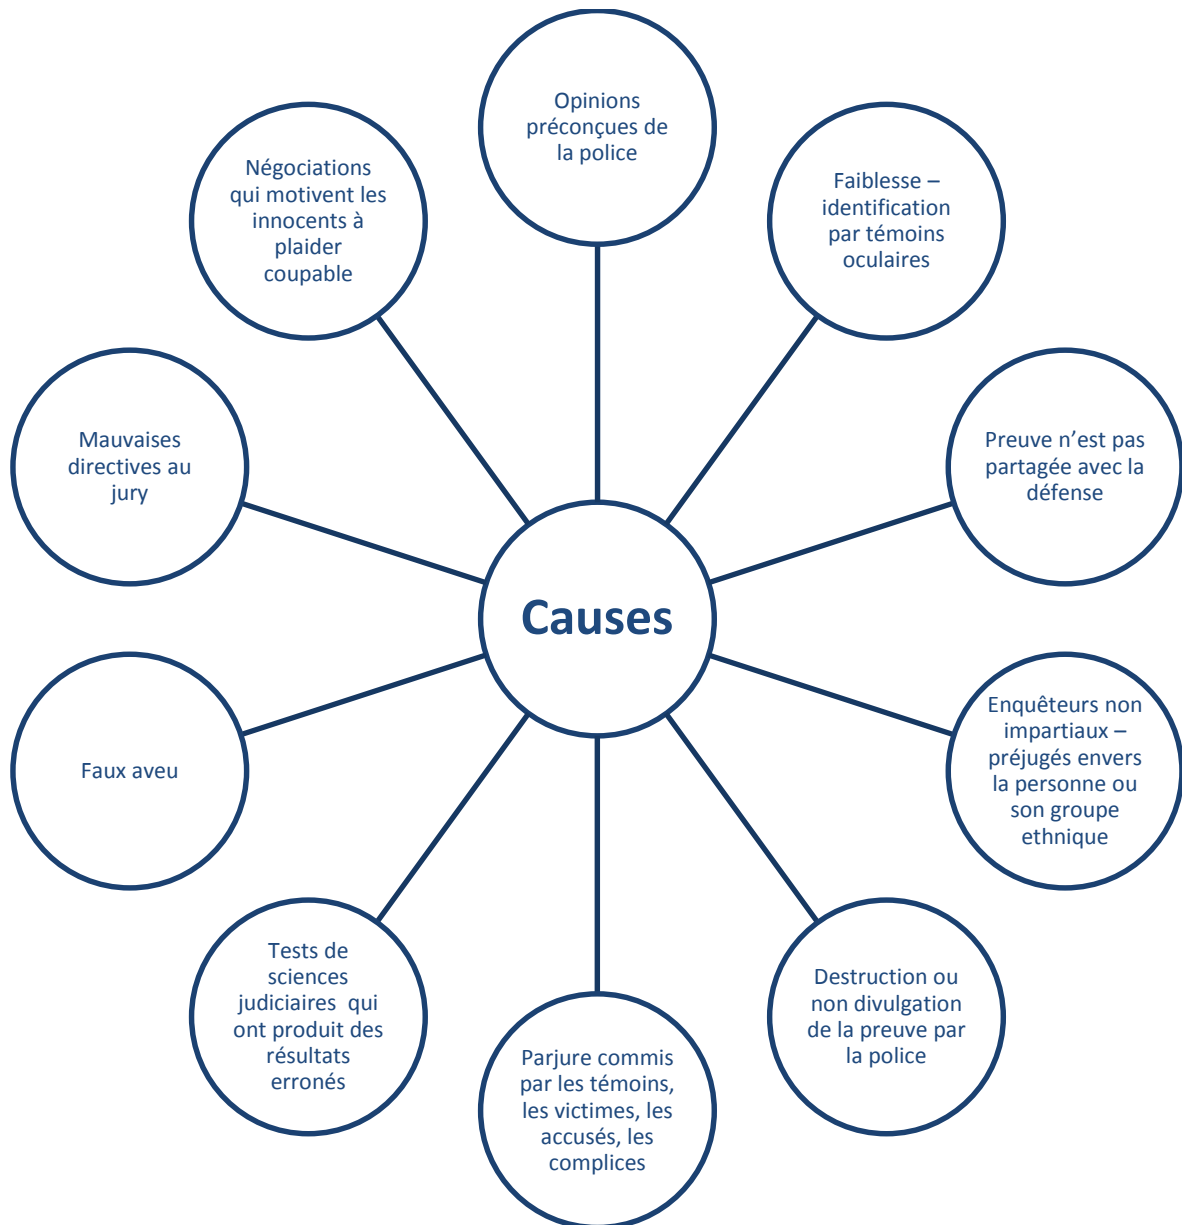 Opinions
préconçues de
la police
Faiblesse –
identification
par témoins
oculaires
Preuve n’est pas
partagée avec la
défense
Enquêteurs non
impartiaux –
préjugés envers
la personne ou
son groupe
ethnique
Destruction ou
non divulgation
de la preuve par
la police
Parjure commis
par les témoins,
les victimes, les
accusés, les
complices
Tests de
sciences
judiciaires qui
ont produit des
résultats
erronés
Faux aveu
Mauvaises
directives au
jury
Négociations
qui motivent les
innocents à
plaider
coupable
Causes